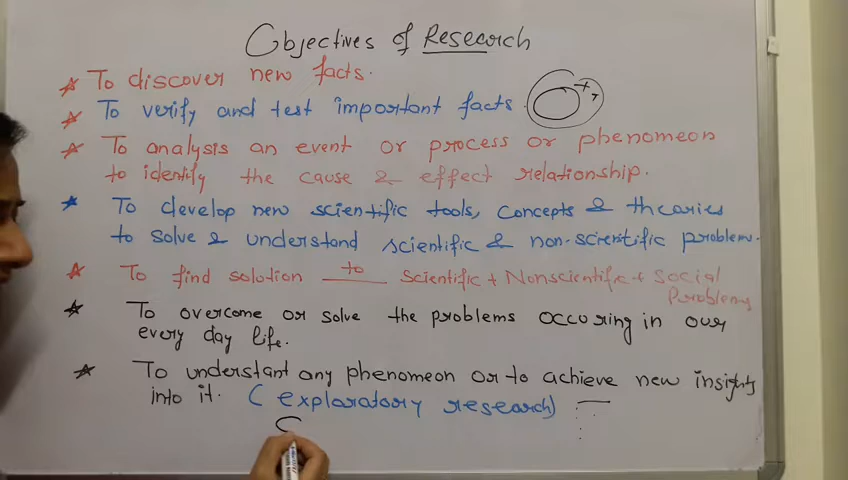 Objectives of Research
To discover new facts.
To verify and test important facts.
To analysis an event or process or phenomeon
to identify the cause & effect relationship.
To develop new scientific tools, concepts & thearies
to solve & understand scientific & non-scientific problem.
To find solution to Scientific + Nonscientific + Social
Problems
To overcome or solve the problems occuring in our
every day life.
To understant any phenomeon or to achieve new insights
into it. (explaratory research)